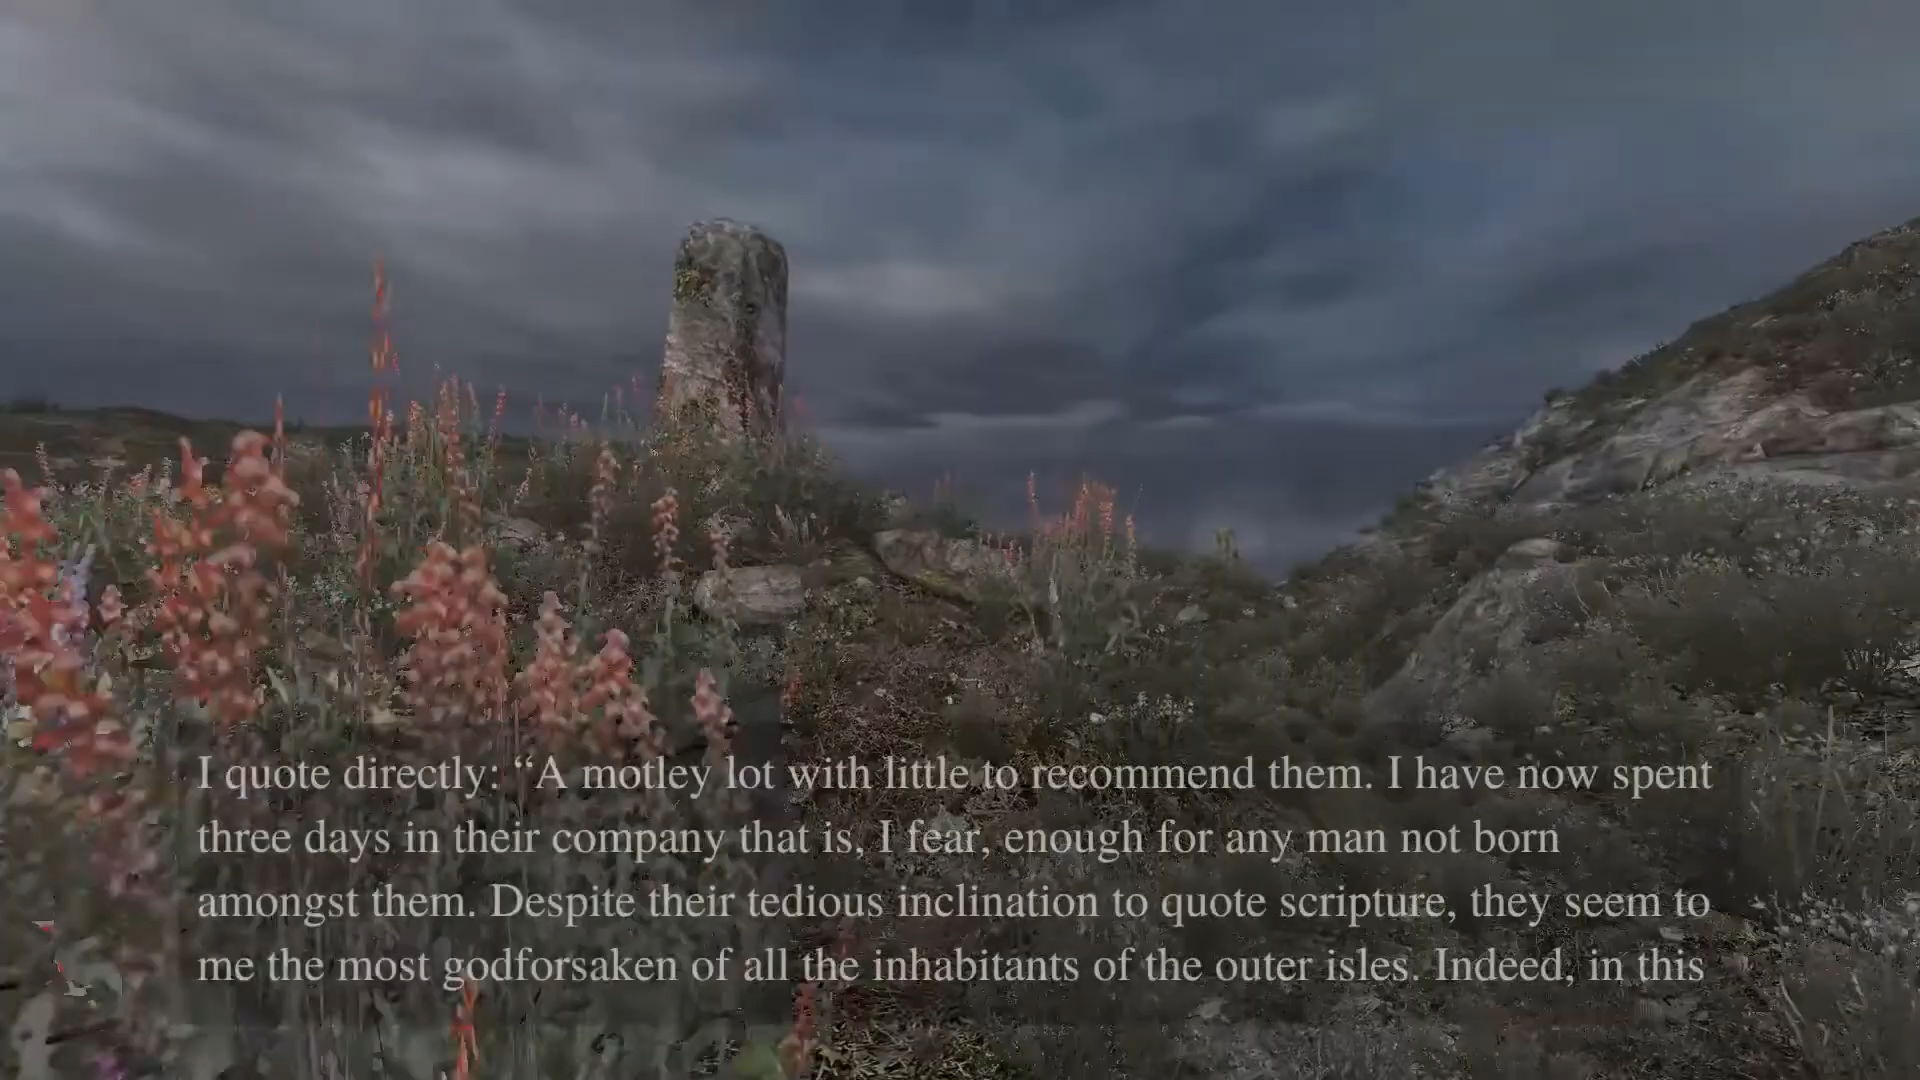 I quote directly: “A motley lot with little to recommend them. I have now spent
three days in their company that is, I fear, enough for any man not born
amongst them. Despite their tedious inclination to quote scripture, they seem to
me the most godforsaken of all the inhabitants of the outer isles. Indeed, in this